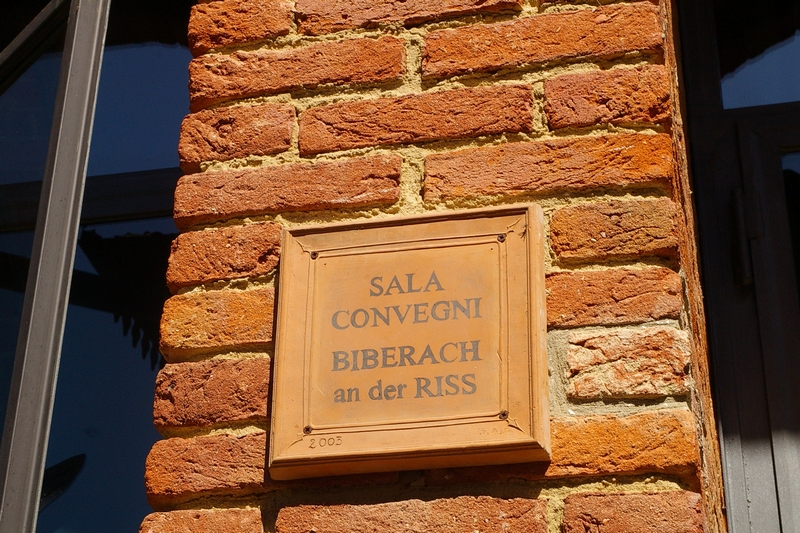 SALA
CONVEGNI
BIBERACH
an der RISS
2003